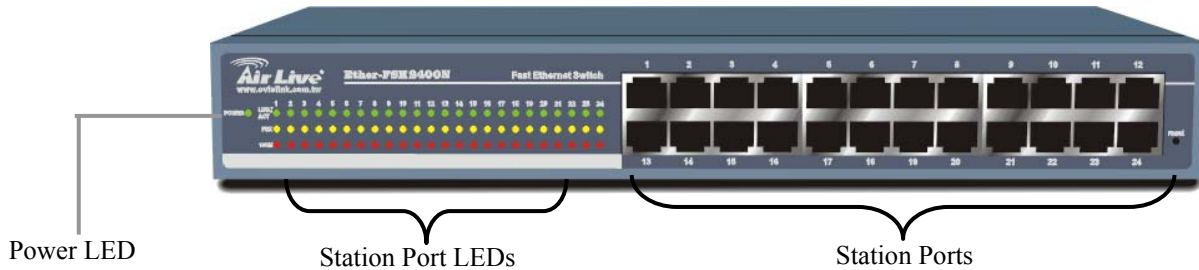 Air Live
www.ovislink.com.tw
Ether-FSH2400N
Fast Ethernet Switch
1 2 3 4 5 6 7 8 9 10 11 12
1 2 3 4 5 6 7 8 9 10 11 12 13 14 15 16 17 18 19 20 21 22 23 24
POWER
LINK/
ACT
FDX
100M
13 14 15 16 17 18 19 20 21 22 23 24
Power LED
Station Port LEDs
Station Ports